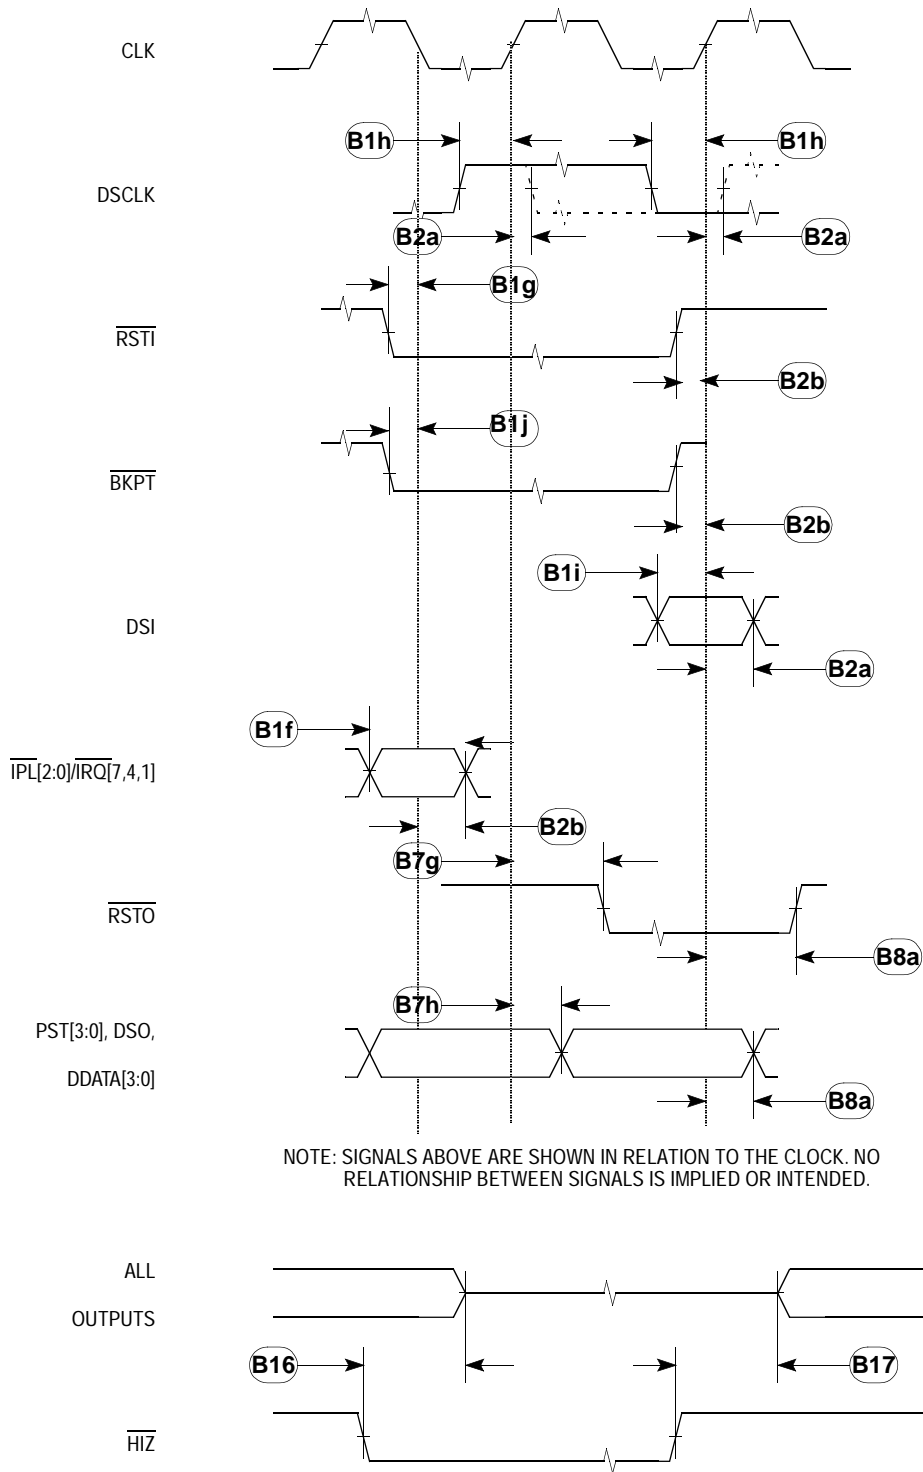 CLK
B1h
B1h
DSCLK
B2a
B2a
B1g
RSTI
B2b
B1j
BKPT
B2b
B1i
DSI
B2a
B1f
IPL[2:0]/IRQ[7,4,1]
B2b
B7g
RSTO
B8a
B7h
PST[3:0], DSO,
DDATA[3:0]
B8a
NOTE: SIGNALS ABOVE ARE SHOWN IN RELATION TO THE CLOCK. NO
RELATIONSHIP BETWEEN SIGNALS IS IMPLIED OR INTENDED.
ALL
OUTPUTS
B16
B17
HIZ